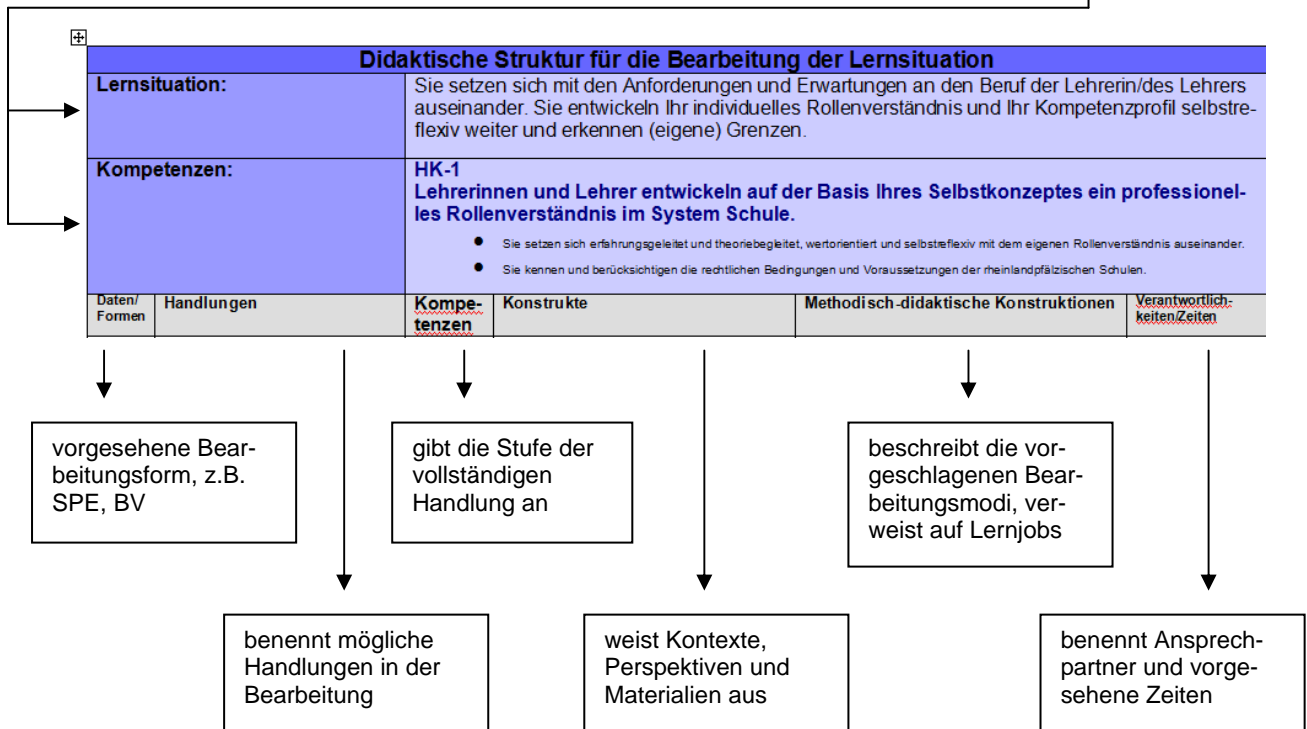 Didaktische Struktur für die Bearbeitung der Lernsituation
Lernsituation:
Sie setzen sich mit den Anforderungen und Erwartungen an den Beruf der Lehrerin/des Lehrers
auseinander. Sie entwickeln Ihr individuelles Rollenverständnis und Ihr Kompetenzprofil selbstre-
flexiv weiter und erkennen (eigene) Grenzen.
Kompetenzen:
HK-1
Lehrerinnen und Lehrer entwickeln auf der Basis Ihres Selbstkonzeptes ein professionel-
les Rollenverständnis im System Schule.
● Sie setzen sich erfahrungsgeleitet und theoriebegleitet, wertorientiert und selbstreflexiv mit dem eigenen Rollenverständnis auseinander.
● Sie kennen und berücksichtigen die rechtlichen Bedingungen und Voraussetzungen der rheinlandpfälzischen Schulen.
Daten/
Formen
Handlungen
Kompe-
tenzen
Konstrukte
Methodisch-didaktische Konstruktionen
Verantwortlich-
keiten/Zeiten
vorgesehene Bear-
beitungsform, z.B.
SPE, BV
gibt die Stufe der
vollständigen
Handlung an
beschreibt die vor-
geschlagenen Bear-
beitungsmodi, ver-
weist auf Lernjobs
benennt mögliche
Handlungen in der
Bearbeitung
weist Kontexte,
Perspektiven und
Materialien aus
benennt Ansprech-
partner und vorge-
sehene Zeiten